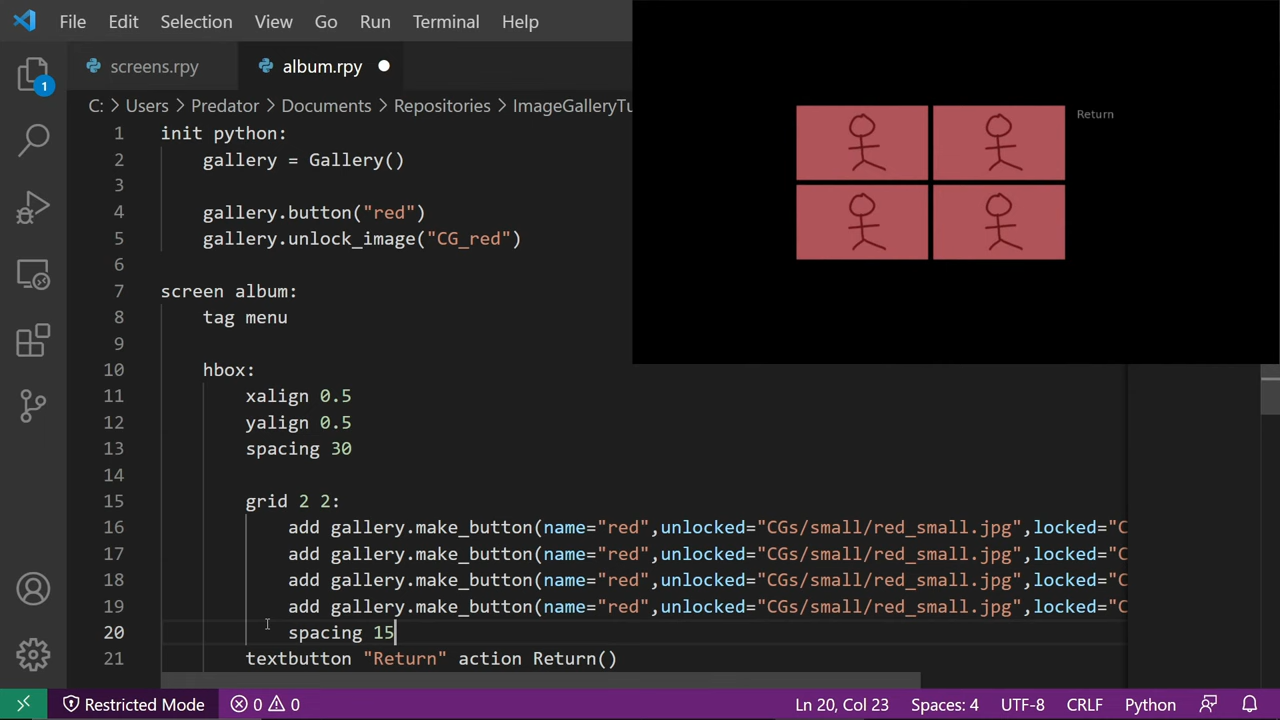 File Edit Selection View Go Run Terminal Help
screens.rpy album.rpy
1
C: > Users > Predator > Documents > Repositories > ImageGalleryTu
1 init python:
2 gallery = Gallery()
3
4 gallery.button("red")
5 gallery.unlock_image("CG_red")
6
7 screen album:
8 tag menu
9
10 hbox:
11 xalign 0.5
12 yalign 0.5
13 spacing 30
14
15 grid 2 2:
16 add gallery.make_button(name="red",unlocked="CGs/small/red_small.jpg",locked="C
17 add gallery.make_button(name="red",unlocked="CGs/small/red_small.jpg",locked="C
18 add gallery.make_button(name="red",unlocked="CGs/small/red_small.jpg",locked="C
19 add gallery.make_button(name="red",unlocked="CGs/small/red_small.jpg",locked="C
20 spacing 15
21 textbutton "Return" action Return()
Return
Restricted Mode 0 0 Ln 20, Col 23 Spaces: 4 UTF-8 CRLF Python